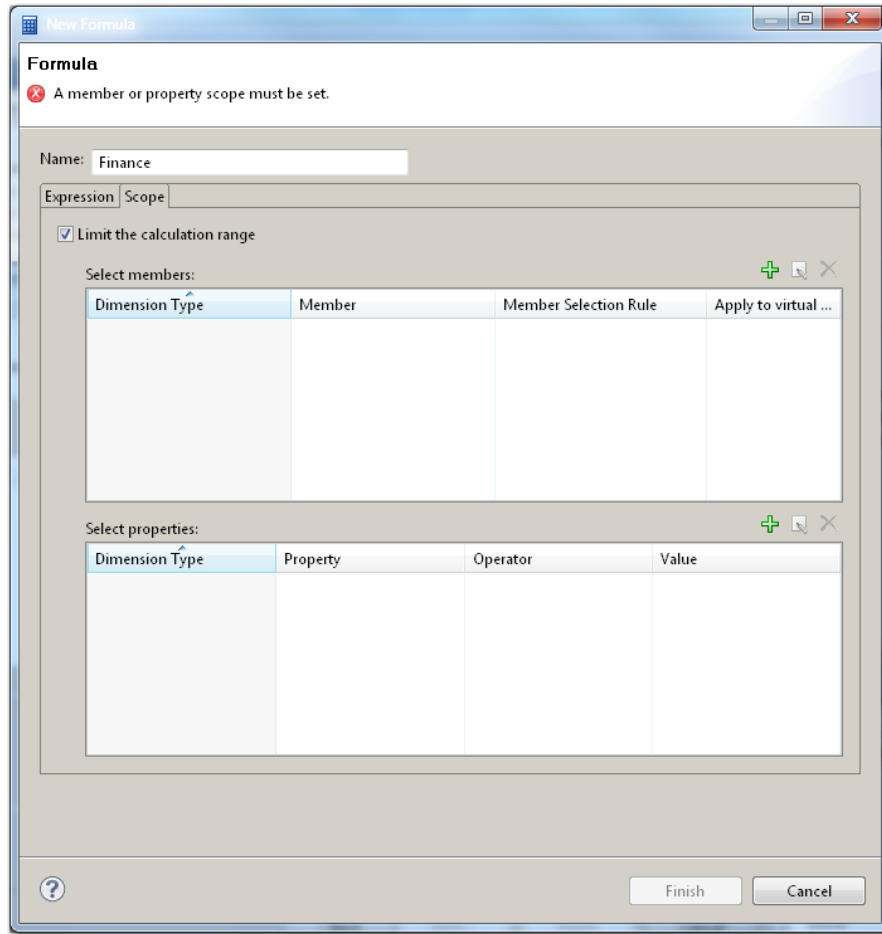 New Formula
Formula
A member or property scope must be set.
Name: Finance
Expression Scope
Limit the calculation range
Select members:
Dimension Type Member Member Selection Rule Apply to virtual ...
Select properties:
Dimension Type Property Operator Value
Finish Cancel